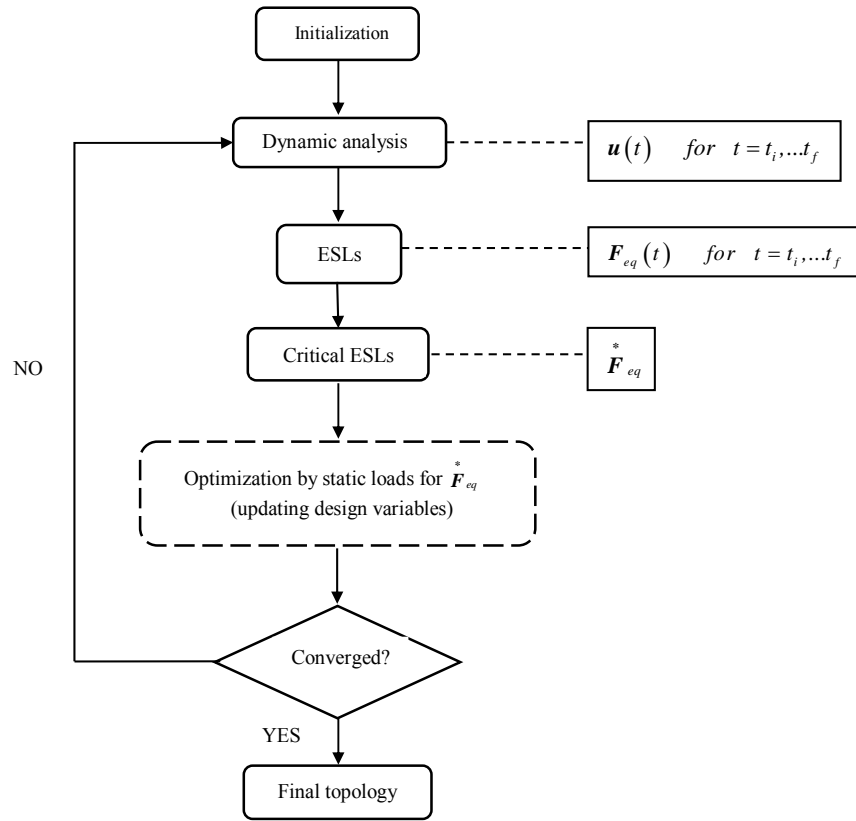 Initialization
Dynamic analysis
u(t) for t = t_i,...t_f
ESLs
F_eq(t) for t = t_i,...t_f
Critical ESLs
F*_eq
NO
Optimization by static loads for F*_eq
(updating design variables)
Converged?
YES
Final topology